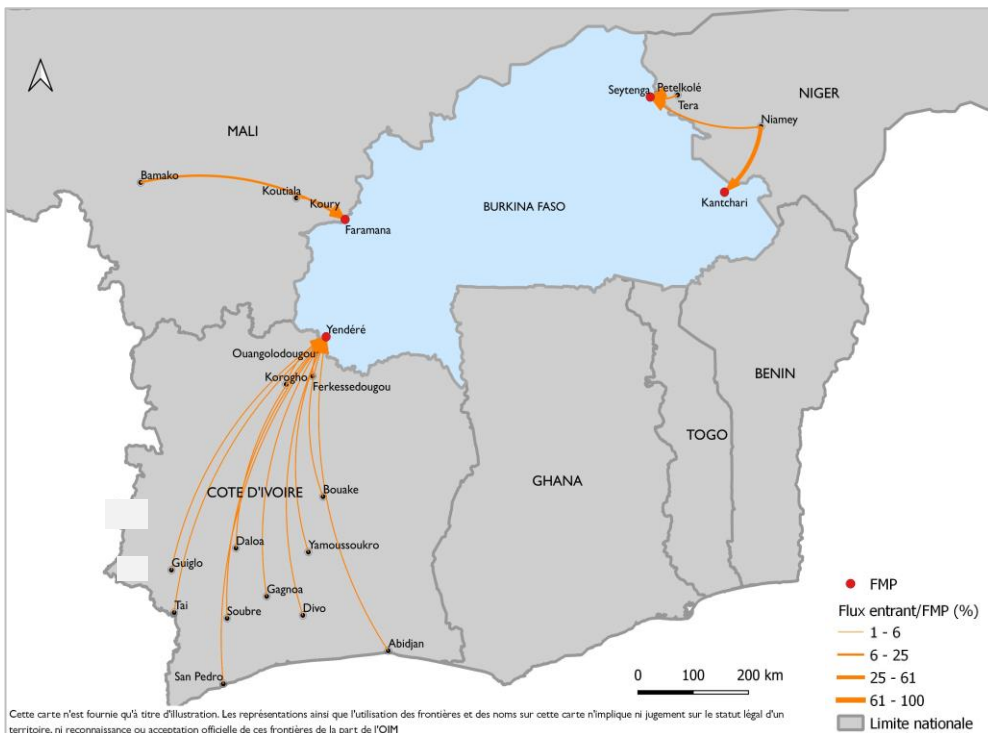 NIGER
Petelkolé
Seytenga
Tera
Niamey
MALI
Bamako
Koutiala
Koury
Faramana
Kantchari
BURKINA FASO
Yendéré
Ouangolodougou
Korogho
Ferkessedougou
BENIN
TOGO
GHANA
COTE D'IVOIRE
Bouake
Daloa
Yamoussoukro
Guiglo
Gagnoa
Tai
Soubre
Divo
Abidjan
San Pedro
0 100 200 km
FMP
Flux entrant/FMP (%)
1 - 6
6 - 25
25 - 61
61 - 100
Limite nationale
Cette carte n'est fournie qu'à titre d'illustration. Les représentations ainsi que l'utilisation des frontières et des noms sur cette carte n'implique ni jugement sur le statut légal d'un
territoire, ni reconnaissance ou acceptation officielle de ces frontières de la part de l'OIM